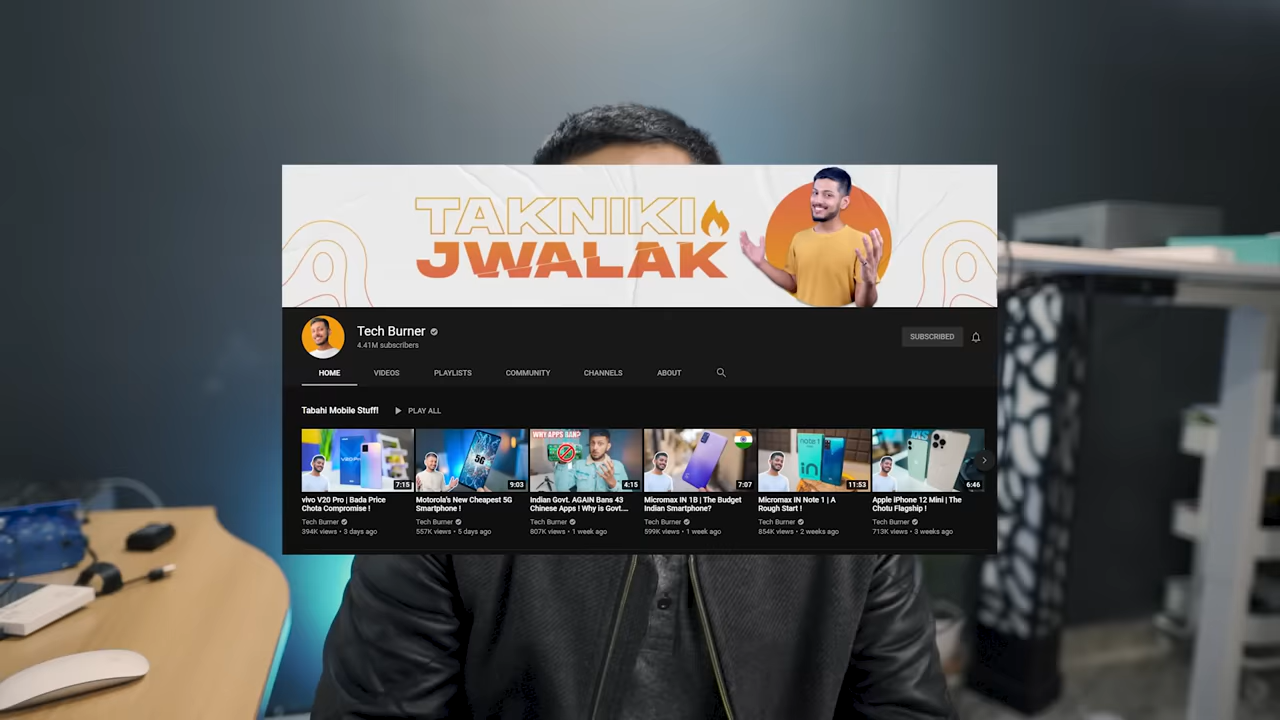 TAKNIKI
JWALAK
Tech Burner
4.41M subscribers
SUBSCRIBED
HOME VIDEOS PLAYLISTS COMMUNITY CHANNELS ABOUT
Tabahi Mobile Stuff! PLAY ALL
WHY APPS BAN?
5G
note 1
in
7:15
9:03
4:15
7:07
11:53
6:46
vivo V20 Pro | Bada Price
Chota Compromise !
Tech Burner
394K views • 3 days ago
Motorola's New Cheapest 5G
Smartphone !
Tech Burner
557K views • 5 days ago
Indian Govt. AGAIN Bans 43
Chinese Apps ! Why is Govt...
Tech Burner
807K views • 1 week ago
Micromax IN 1B | The Budget
Indian Smartphone?
Tech Burner
599K views • 1 week ago
Micromax IN Note 1 | A
Rough Start !
Tech Burner
854K views • 2 weeks ago
Apple iPhone 12 Mini | The
Chotu Flagship !
Tech Burner
713K views • 3 weeks ago